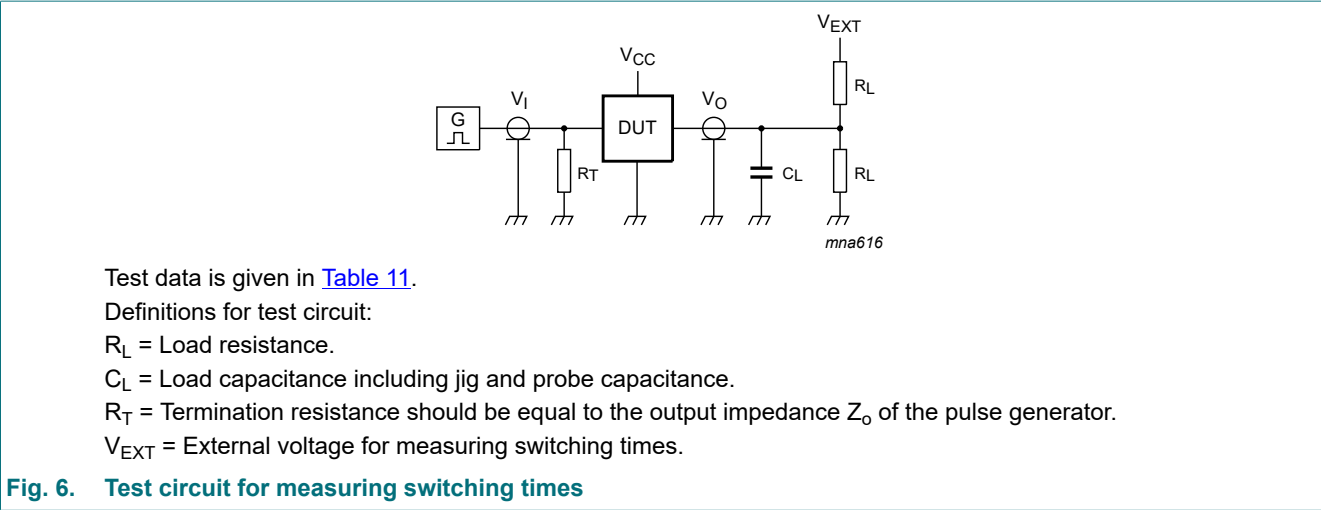 VEXT
VCC
RL
VI
VO
G
DUT
RT
CL
RL
mna616
Test data is given in Table 11.
Definitions for test circuit:
RL = Load resistance.
CL = Load capacitance including jig and probe capacitance.
RT = Termination resistance should be equal to the output impedance Zo of the pulse generator.
VEXT = External voltage for measuring switching times.
Fig. 6. Test circuit for measuring switching times